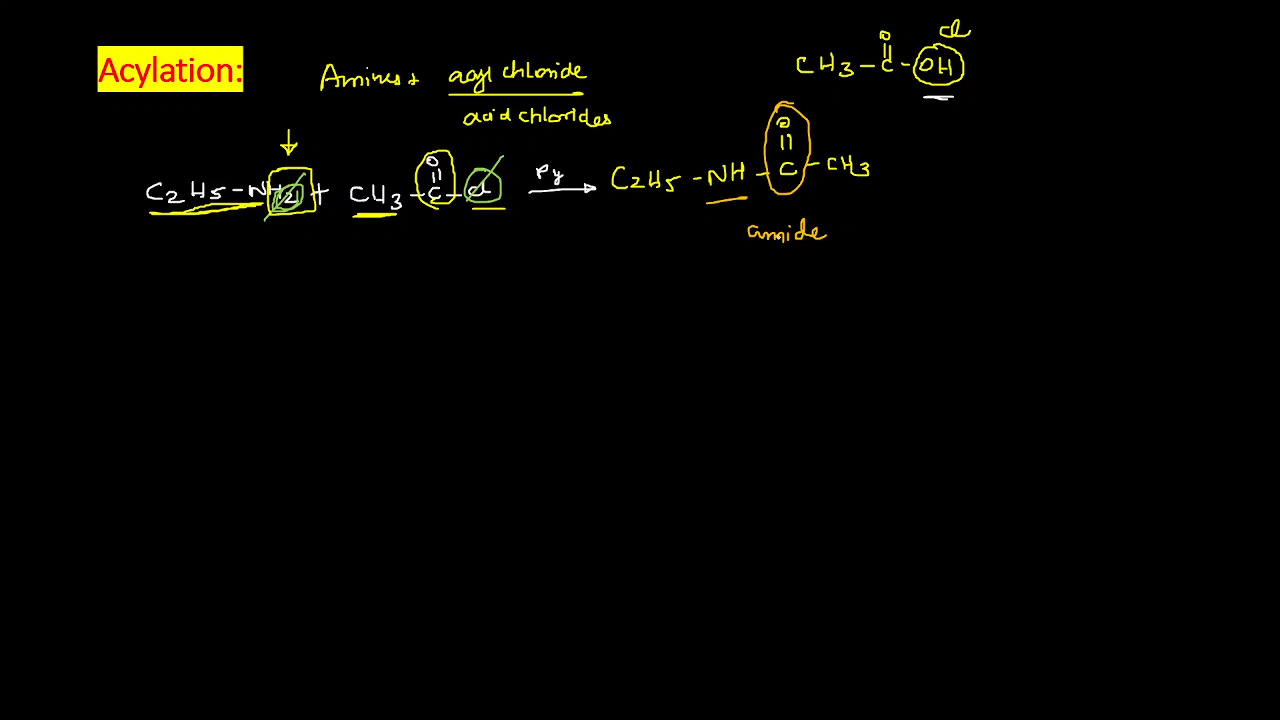 Acylation:
Amines + acyl chloride
acid chlorides
Cl
O
CH3 - C - OH
C2H5 - NH2 + CH3 - C - Cl Py C2H5 - NH - C - CH3
O
O
amide